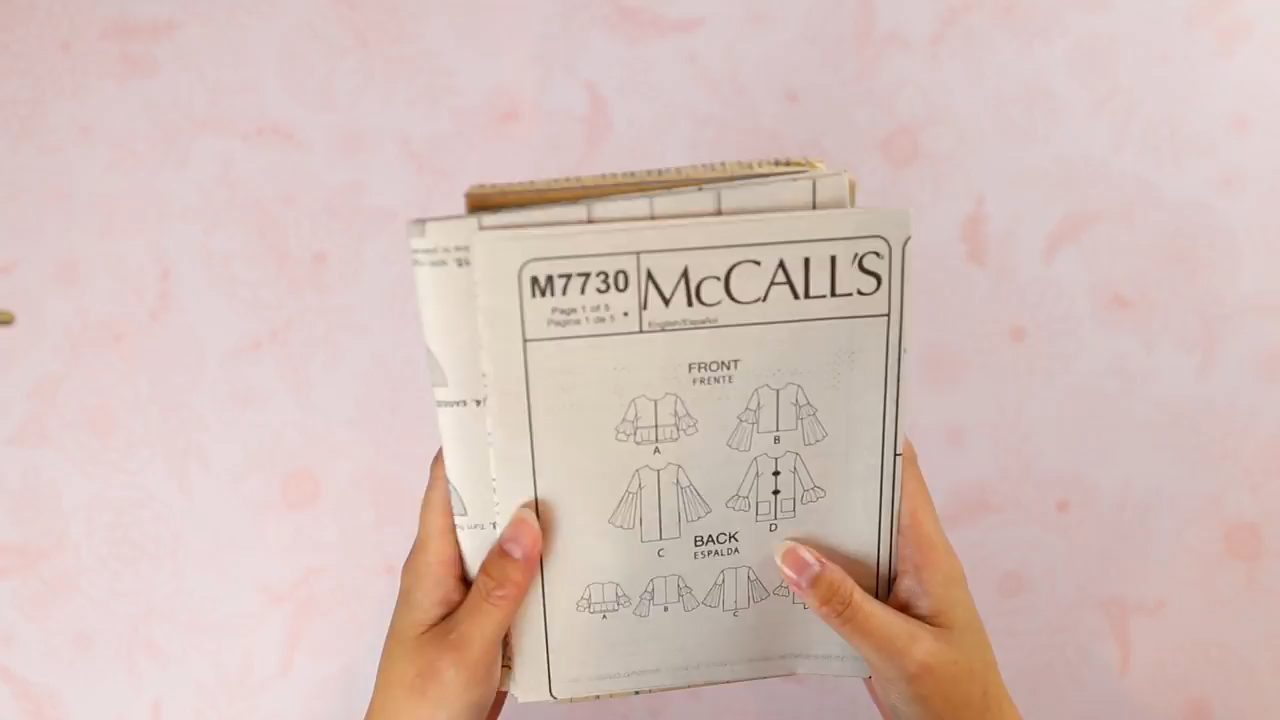 M7730
McCALL'S
Page 1 of 5
Página 1 de 5
English/Español
FRONT
FRENTE
A
B
C
D
BACK
ESPALDA
A
B
C